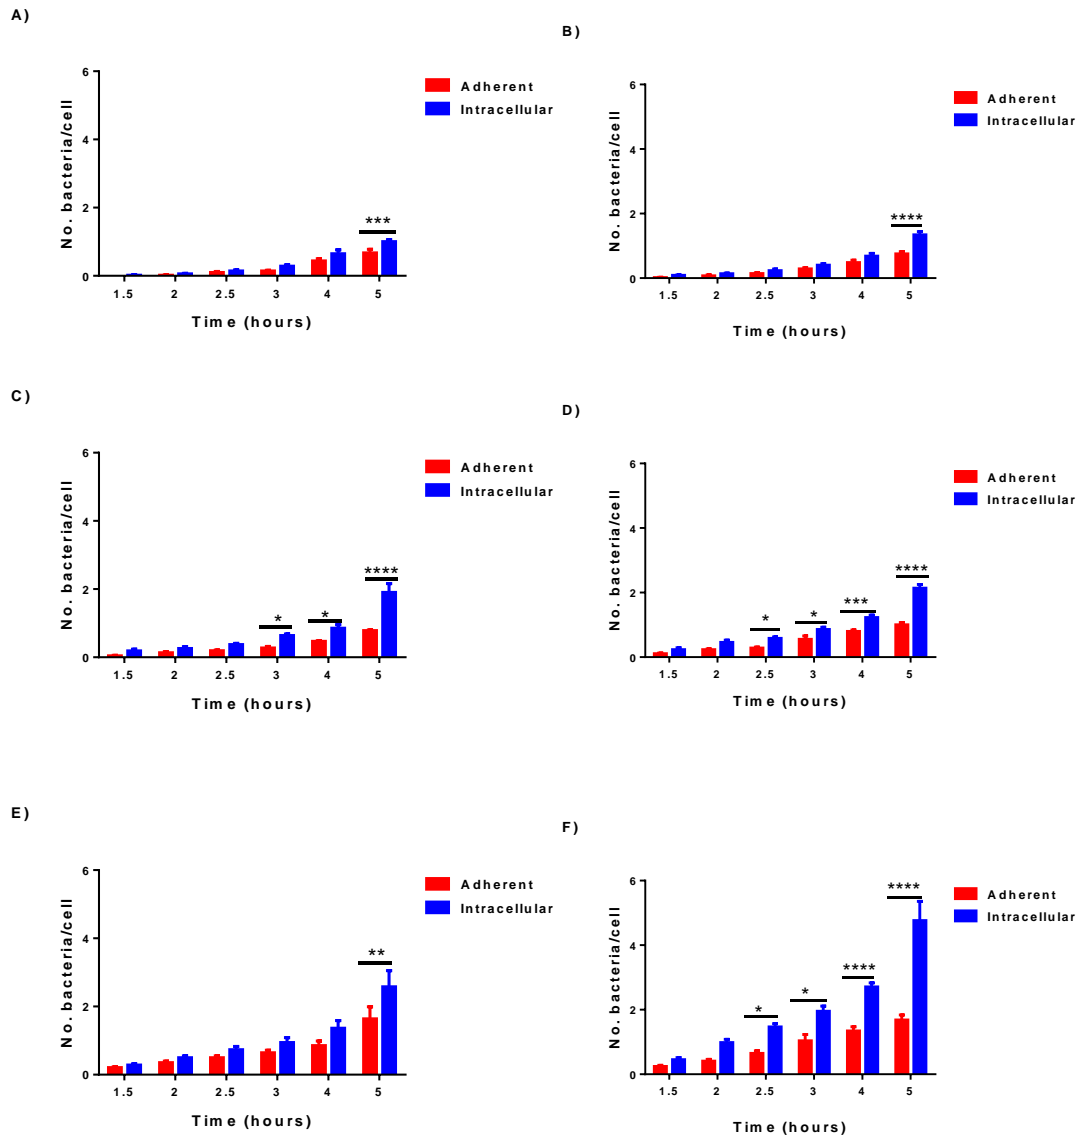 A)
6
4
2
0
No. bacteria/cell
Adherent
Intracellular
***
1.5 2 2.5 3 4 5
Time (hours)
B)
6
4
2
0
No. bacteria/cell
Adherent
Intracellular
****
1.5 2 2.5 3 4 5
Time (hours)
C)
6
4
2
0
No. bacteria/cell
Adherent
Intracellular
* * ****
1.5 2 2.5 3 4 5
Time (hours)
D)
6
4
2
0
No. bacteria/cell
Adherent
Intracellular
* * *** ****
1.5 2 2.5 3 4 5
Time (hours)
E)
6
4
2
0
No. bacteria/cell
Adherent
Intracellular
**
1.5 2 2.5 3 4 5
Time (hours)
F)
6
4
2
0
No. bacteria/cell
Adherent
Intracellular
* * **** ****
1.5 2 2.5 3 4 5
Time (hours)